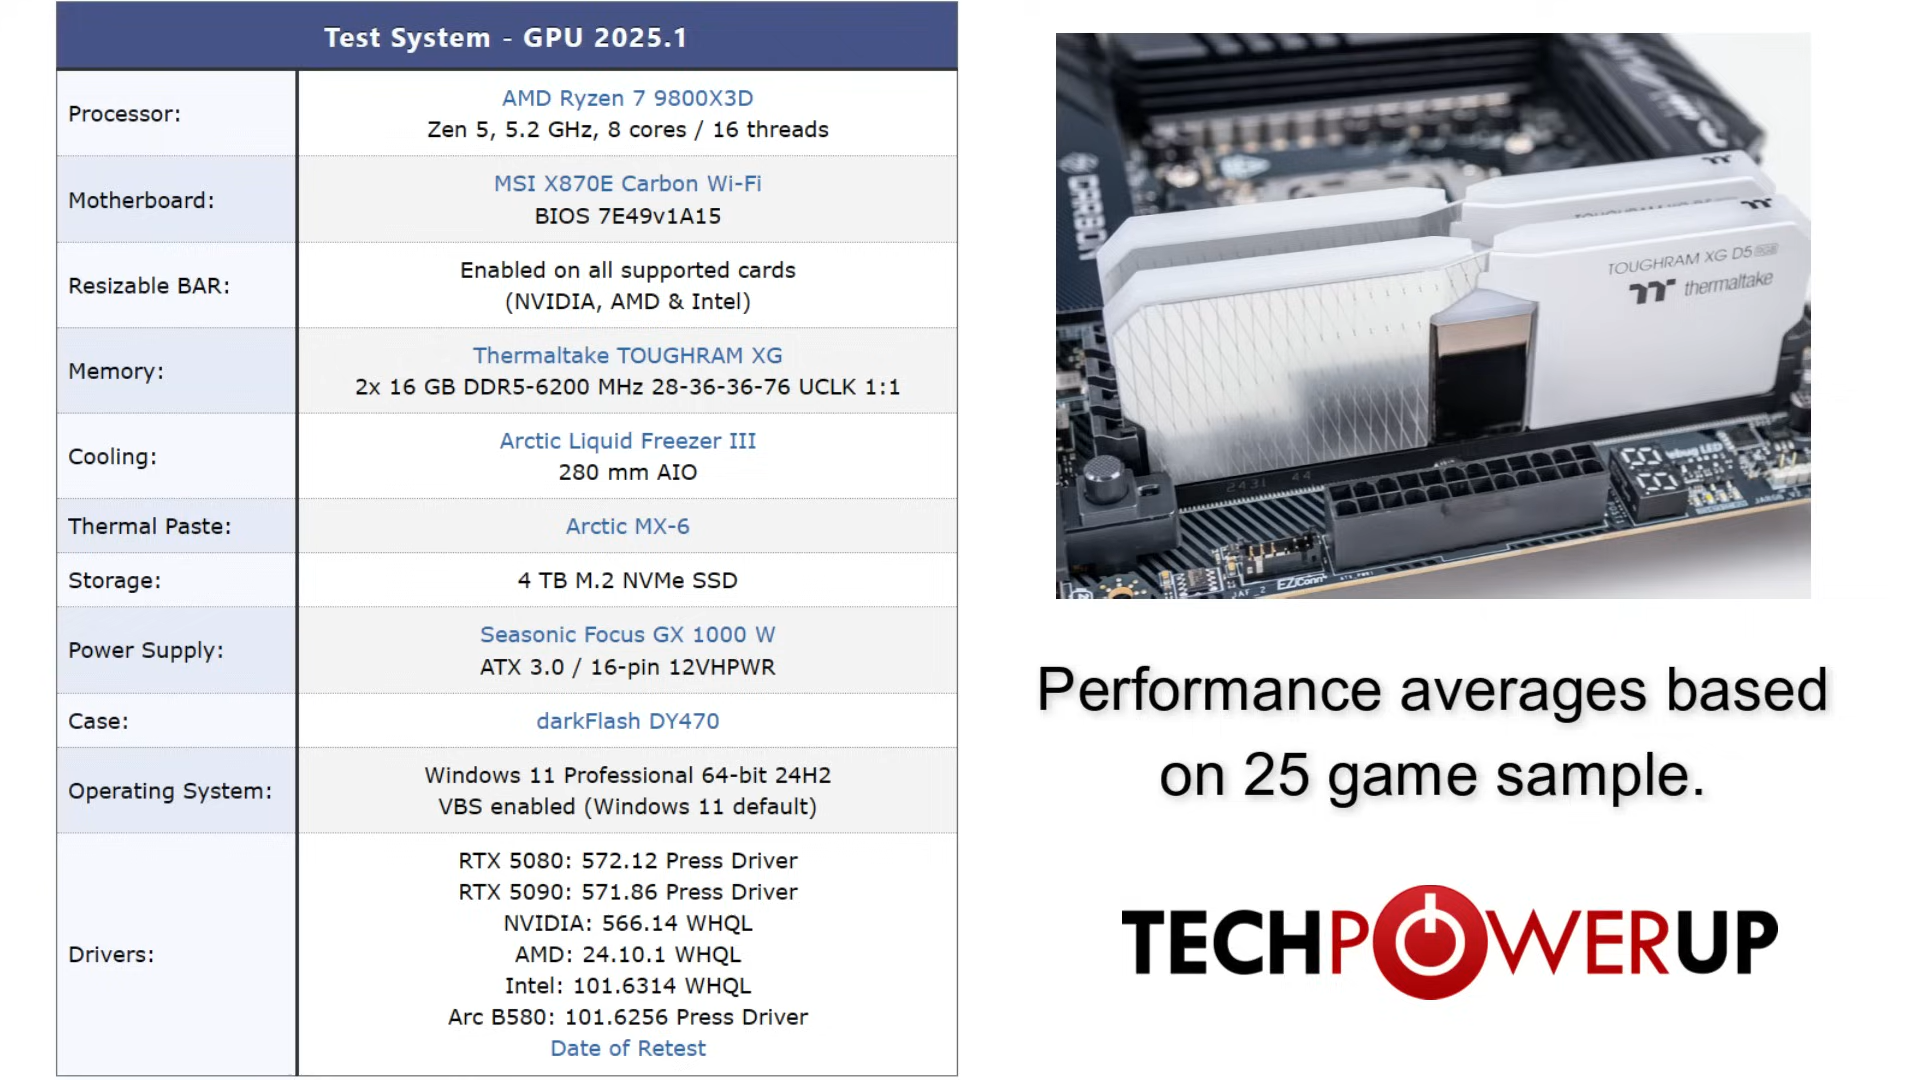 Test System - GPU 2025.1
Processor:
AMD Ryzen 7 9800X3D
Zen 5, 5.2 GHz, 8 cores / 16 threads
Motherboard:
MSI X870E Carbon Wi-Fi
BIOS 7E49v1A15
Resizable BAR:
Enabled on all supported cards
(NVIDIA, AMD & Intel)
Memory:
Thermaltake TOUGHRAM XG
2x 16 GB DDR5-6200 MHz 28-36-36-76 UCLK 1:1
Cooling:
Arctic Liquid Freezer III
280 mm AIO
Thermal Paste:
Arctic MX-6
Storage:
4 TB M.2 NVMe SSD
Power Supply:
Seasonic Focus GX 1000 W
ATX 3.0 / 16-pin 12VHPWR
Case:
darkFlash DY470
Operating System:
Windows 11 Professional 64-bit 24H2
VBS enabled (Windows 11 default)
Drivers:
RTX 5080: 572.12 Press Driver
RTX 5090: 571.86 Press Driver
NVIDIA: 566.14 WHQL
AMD: 24.10.1 WHQL
Intel: 101.6314 WHQL
Arc B580: 101.6256 Press Driver
Date of Retest
CARBON
TOUGHRAM XG D5
thermaltake
2431 44
EZ Conn
Performance averages based
on 25 game sample.
TECHPOWERUP